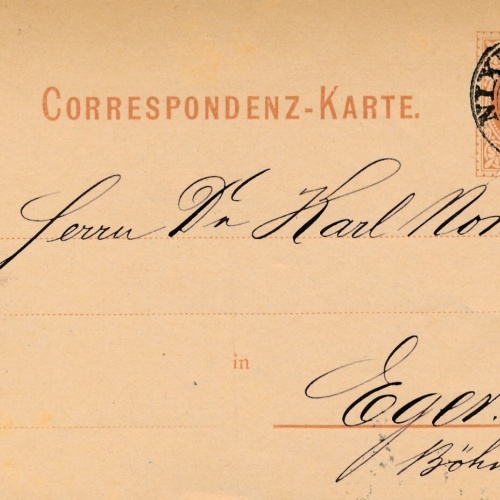 CORRESPONDENZ-KARTE.
Herrn Dr Karl
in
Eger.